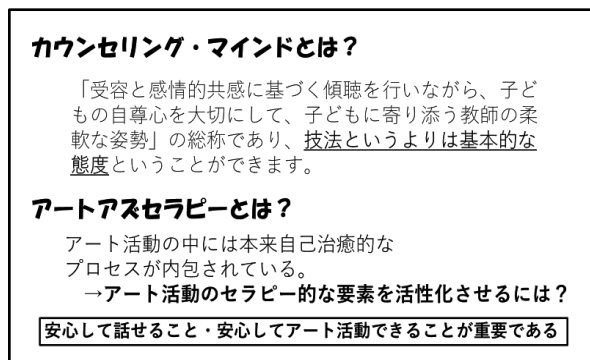 カウンセリング・マインドとは？
「受容と感情的共感に基づく傾聴を行いながら、子ど
もの自尊心を大切にして、子どもに寄り添う教師の柔
軟な姿勢」の総称であり、技法というよりは基本的な
態度ということができます。
アートアズセラピーとは？
アート活動の中には本来自己治癒的な
プロセスが内包されている。
→アート活動のセラピー的な要素を活性化させるには？
安心して話せること・安心してアート活動できることが重要である